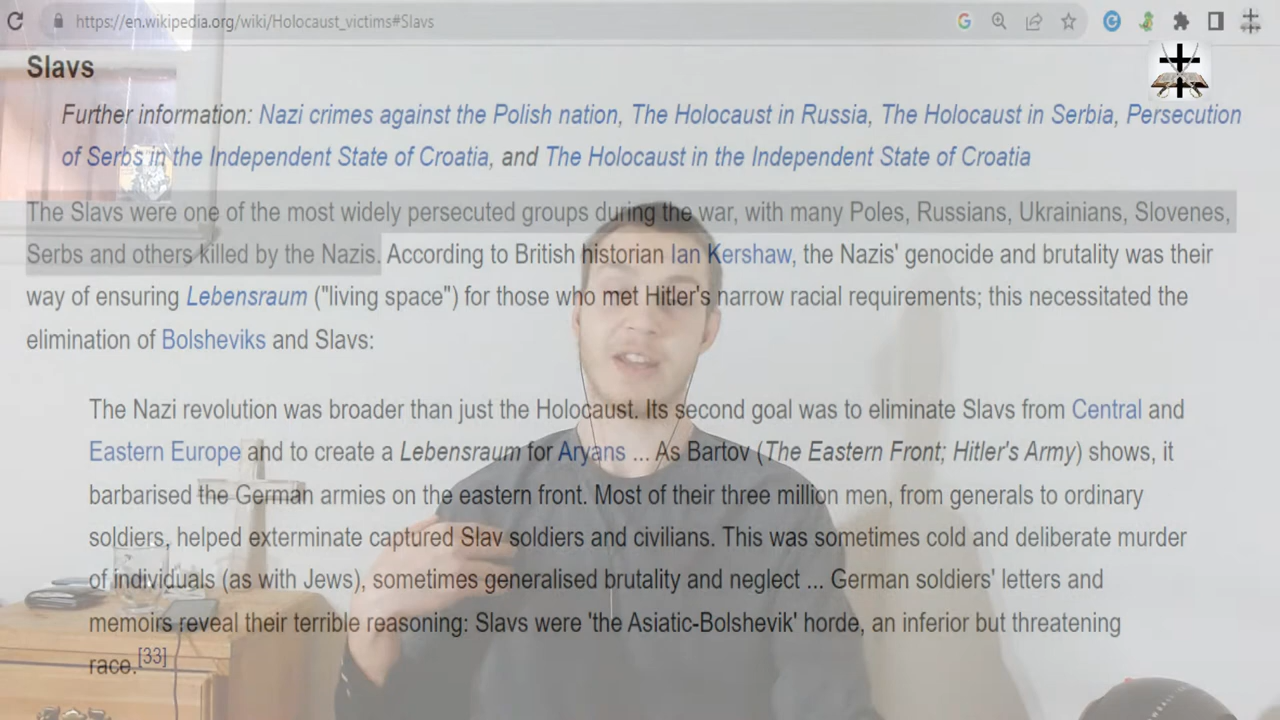 https://en.wikipedia.org/wiki/Holocaust_victims#Slavs
Slavs
Further information: Nazi crimes against the Polish nation, The Holocaust in Russia, The Holocaust in Serbia, Persecution
of Serbs in the Independent State of Croatia, and The Holocaust in the Independent State of Croatia
The Slavs were one of the most widely persecuted groups during the war, with many Poles, Russians, Ukrainians, Slovenes,
Serbs and others killed by the Nazis. According to British historian Ian Kershaw, the Nazis' genocide and brutality was their
way of ensuring Lebensraum ("living space") for those who met Hitler's narrow racial requirements; this necessitated the
elimination of Bolsheviks and Slavs:
The Nazi revolution was broader than just the Holocaust. Its second goal was to eliminate Slavs from Central and
Eastern Europe and to create a Lebensraum for Aryans ... As Bartov (The Eastern Front; Hitler's Army) shows, it
barbarised the German armies on the eastern front. Most of their three million men, from generals to ordinary
soldiers, helped exterminate captured Slav soldiers and civilians. This was sometimes cold and deliberate murder
of individuals (as with Jews), sometimes generalised brutality and neglect ... German soldiers' letters and
memoirs reveal their terrible reasoning: Slavs were 'the Asiatic-Bolshevik' horde, an inferior but threatening
race.[33]